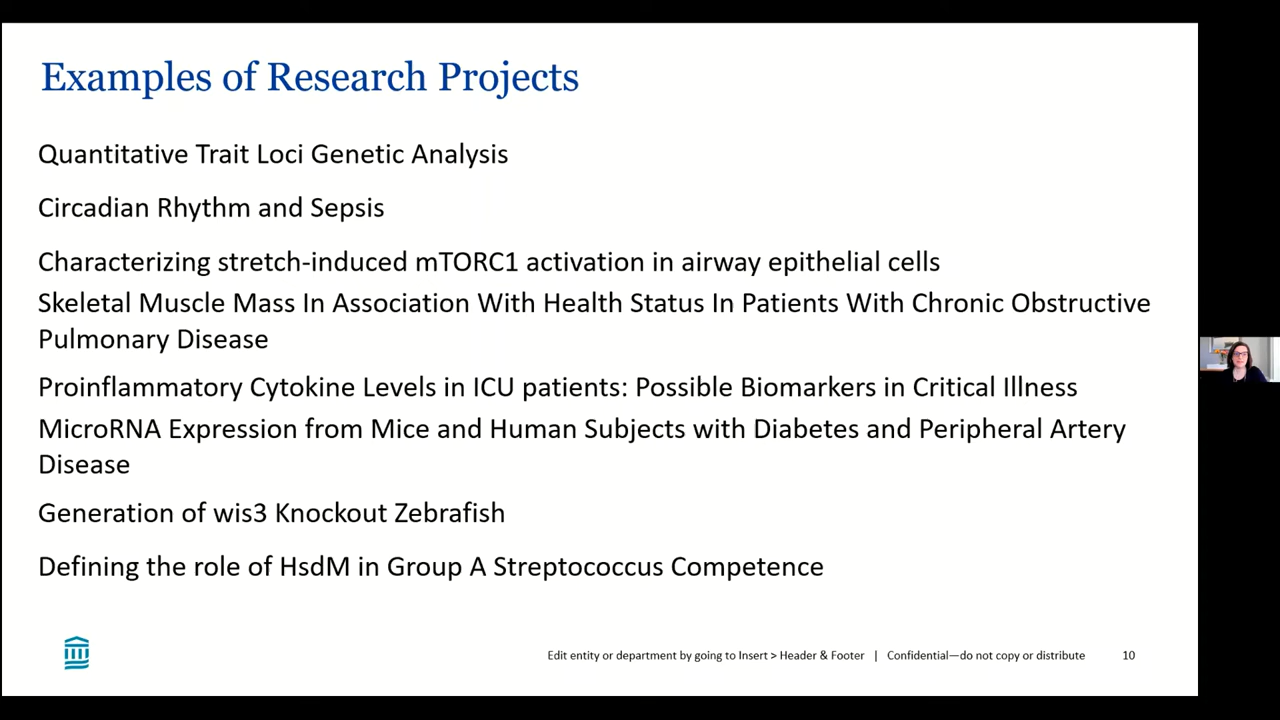 Examples of Research Projects
Quantitative Trait Loci Genetic Analysis
Circadian Rhythm and Sepsis
Characterizing stretch-induced mTORC1 activation in airway epithelial cells
Skeletal Muscle Mass In Association With Health Status In Patients With Chronic Obstructive
Pulmonary Disease
Proinflammatory Cytokine Levels in ICU patients: Possible Biomarkers in Critical Illness
MicroRNA Expression from Mice and Human Subjects with Diabetes and Peripheral Artery
Disease
Generation of wis3 Knockout Zebrafish
Defining the role of HsdM in Group A Streptococcus Competence
Edit entity or department by going to Insert > Header & Footer | Confidential—do not copy or distribute 10